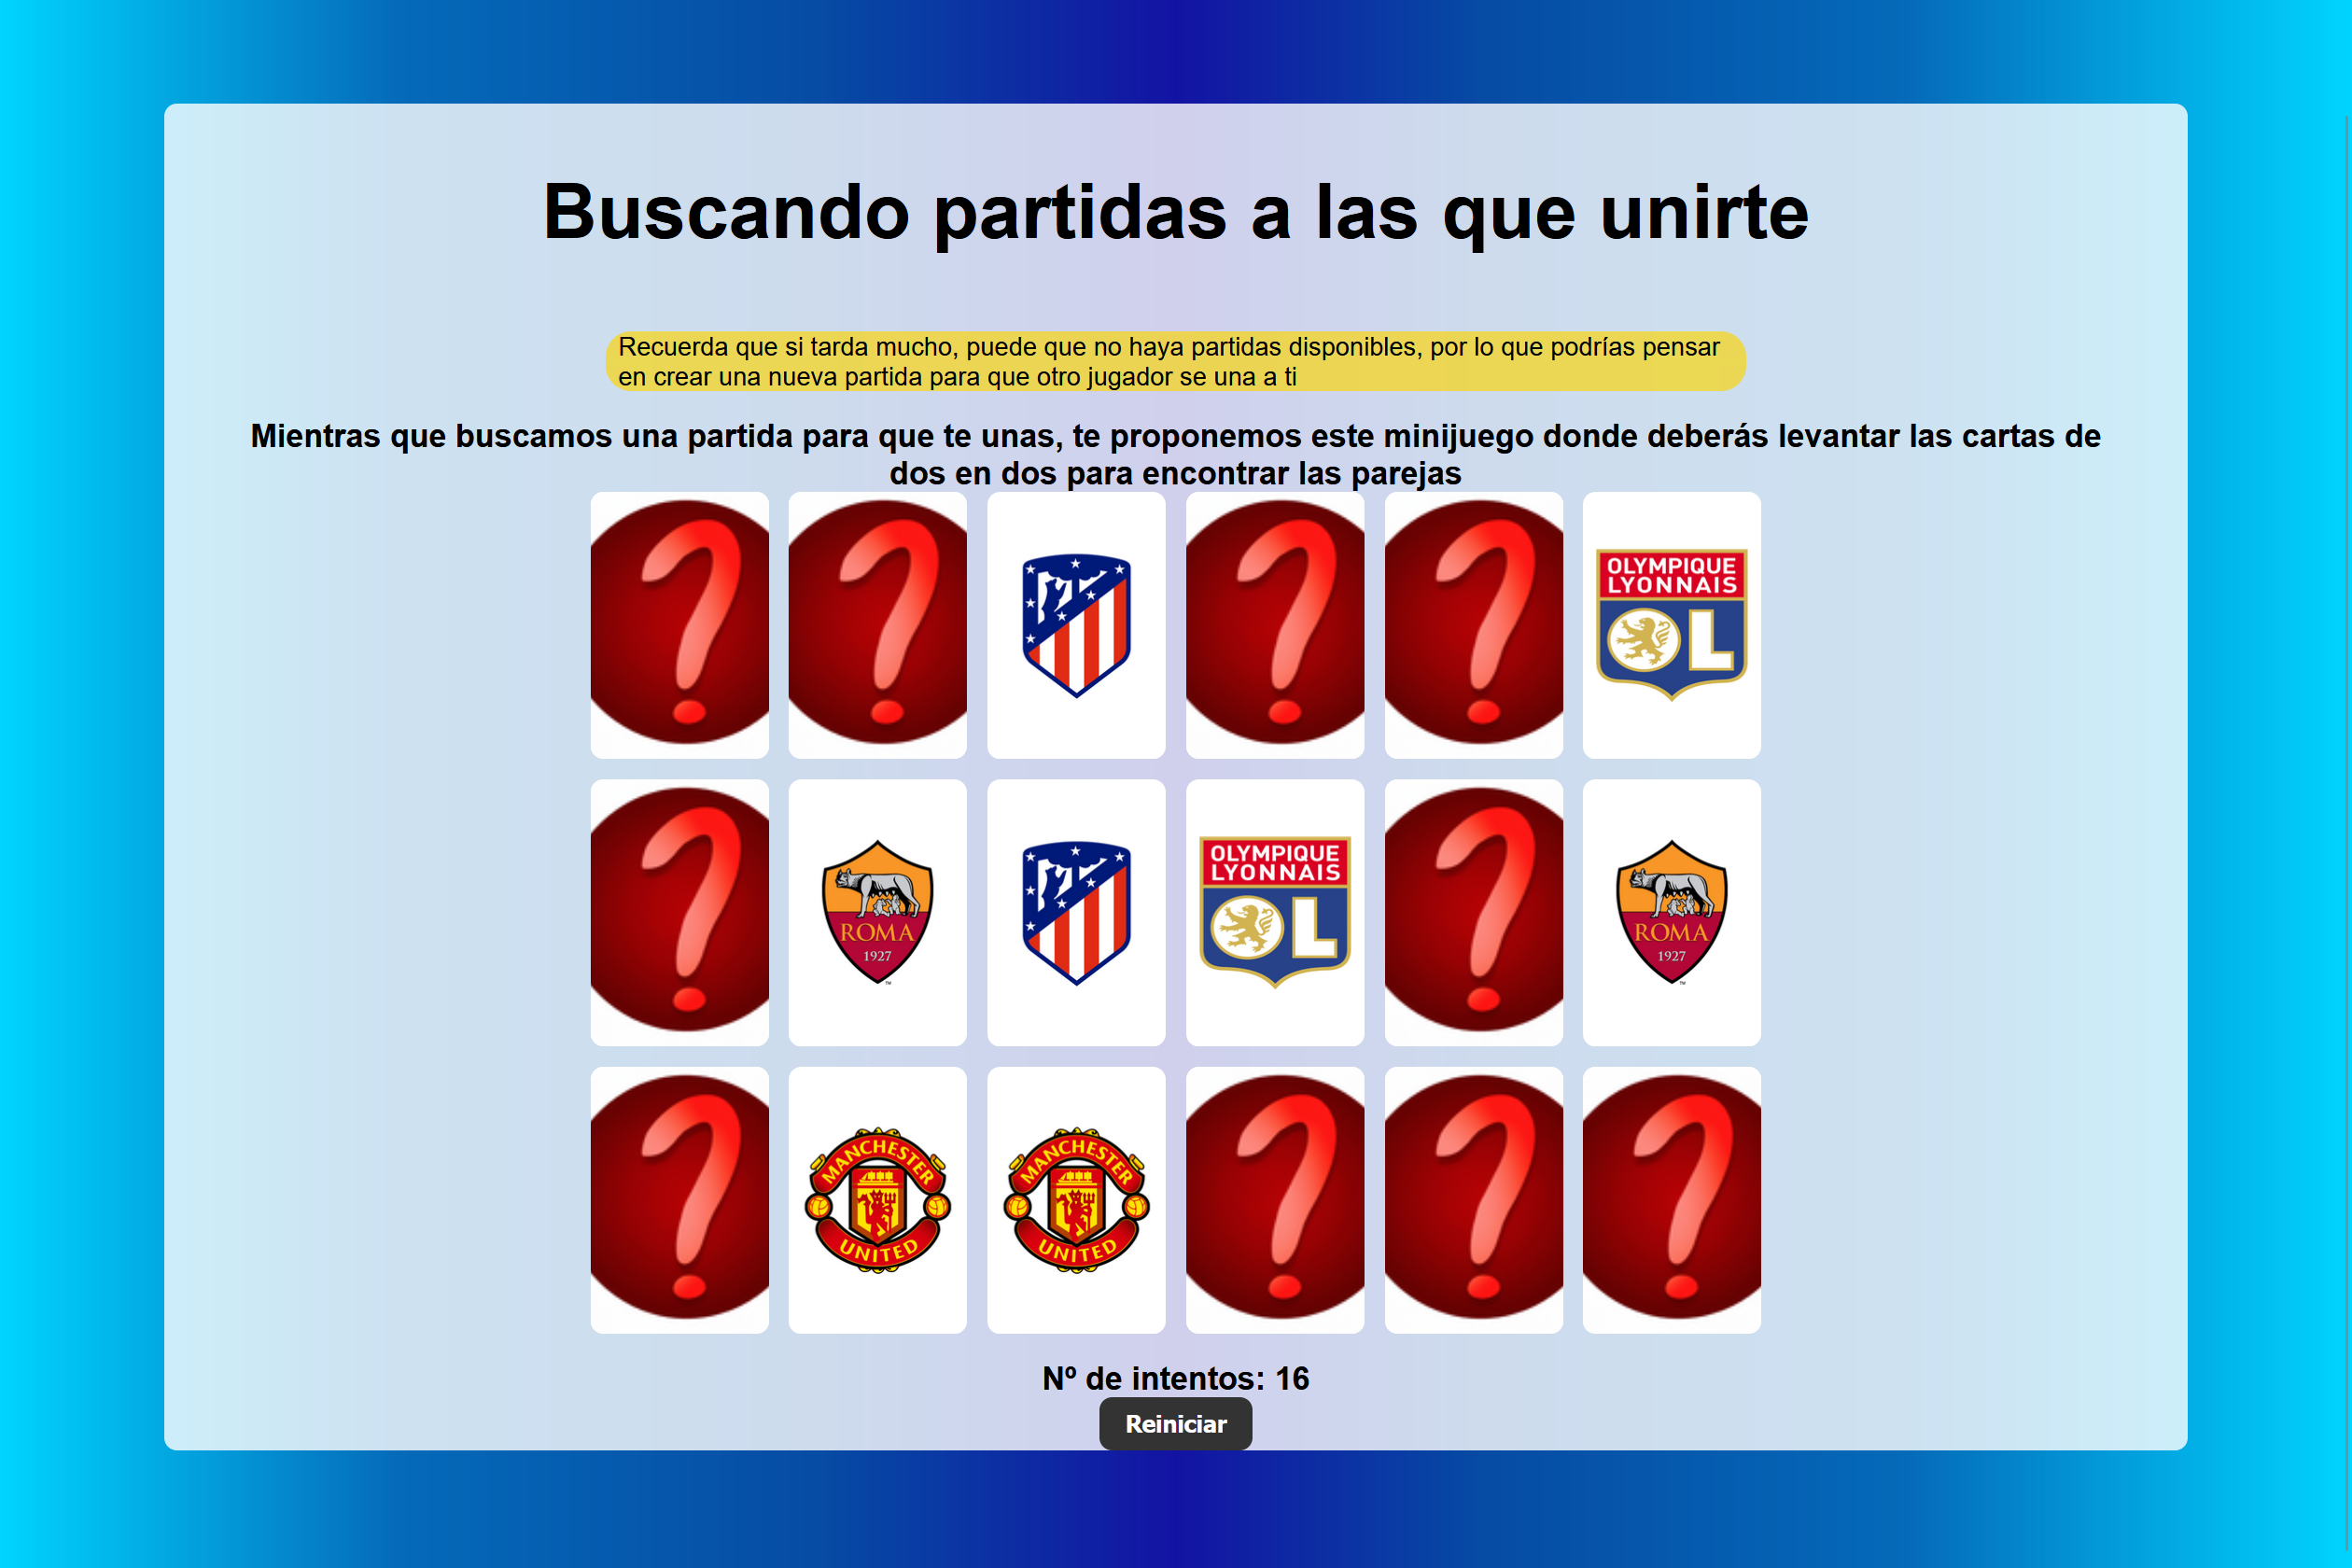 Buscando partidas a las que unirte
Recuerda que si tarda mucho, puede que no haya partidas disponibles, por lo que podrías pensar
en crear una nueva partida para que otro jugador se una a ti
Mientras que buscamos una partida para que te unas, te proponemos este minijuego donde deberás levantar las cartas de
dos en dos para encontrar las parejas
?
?
?
?
OLYMPIQUE
LYONNAIS
OL
?
ROMA
1927
TM
OLYMPIQUE
LYONNAIS
OL
?
ROMA
1927
TM
?
MANCHESTER
UNITED
MANCHESTER
UNITED
?
?
?
Nº de intentos: 16
Reiniciar